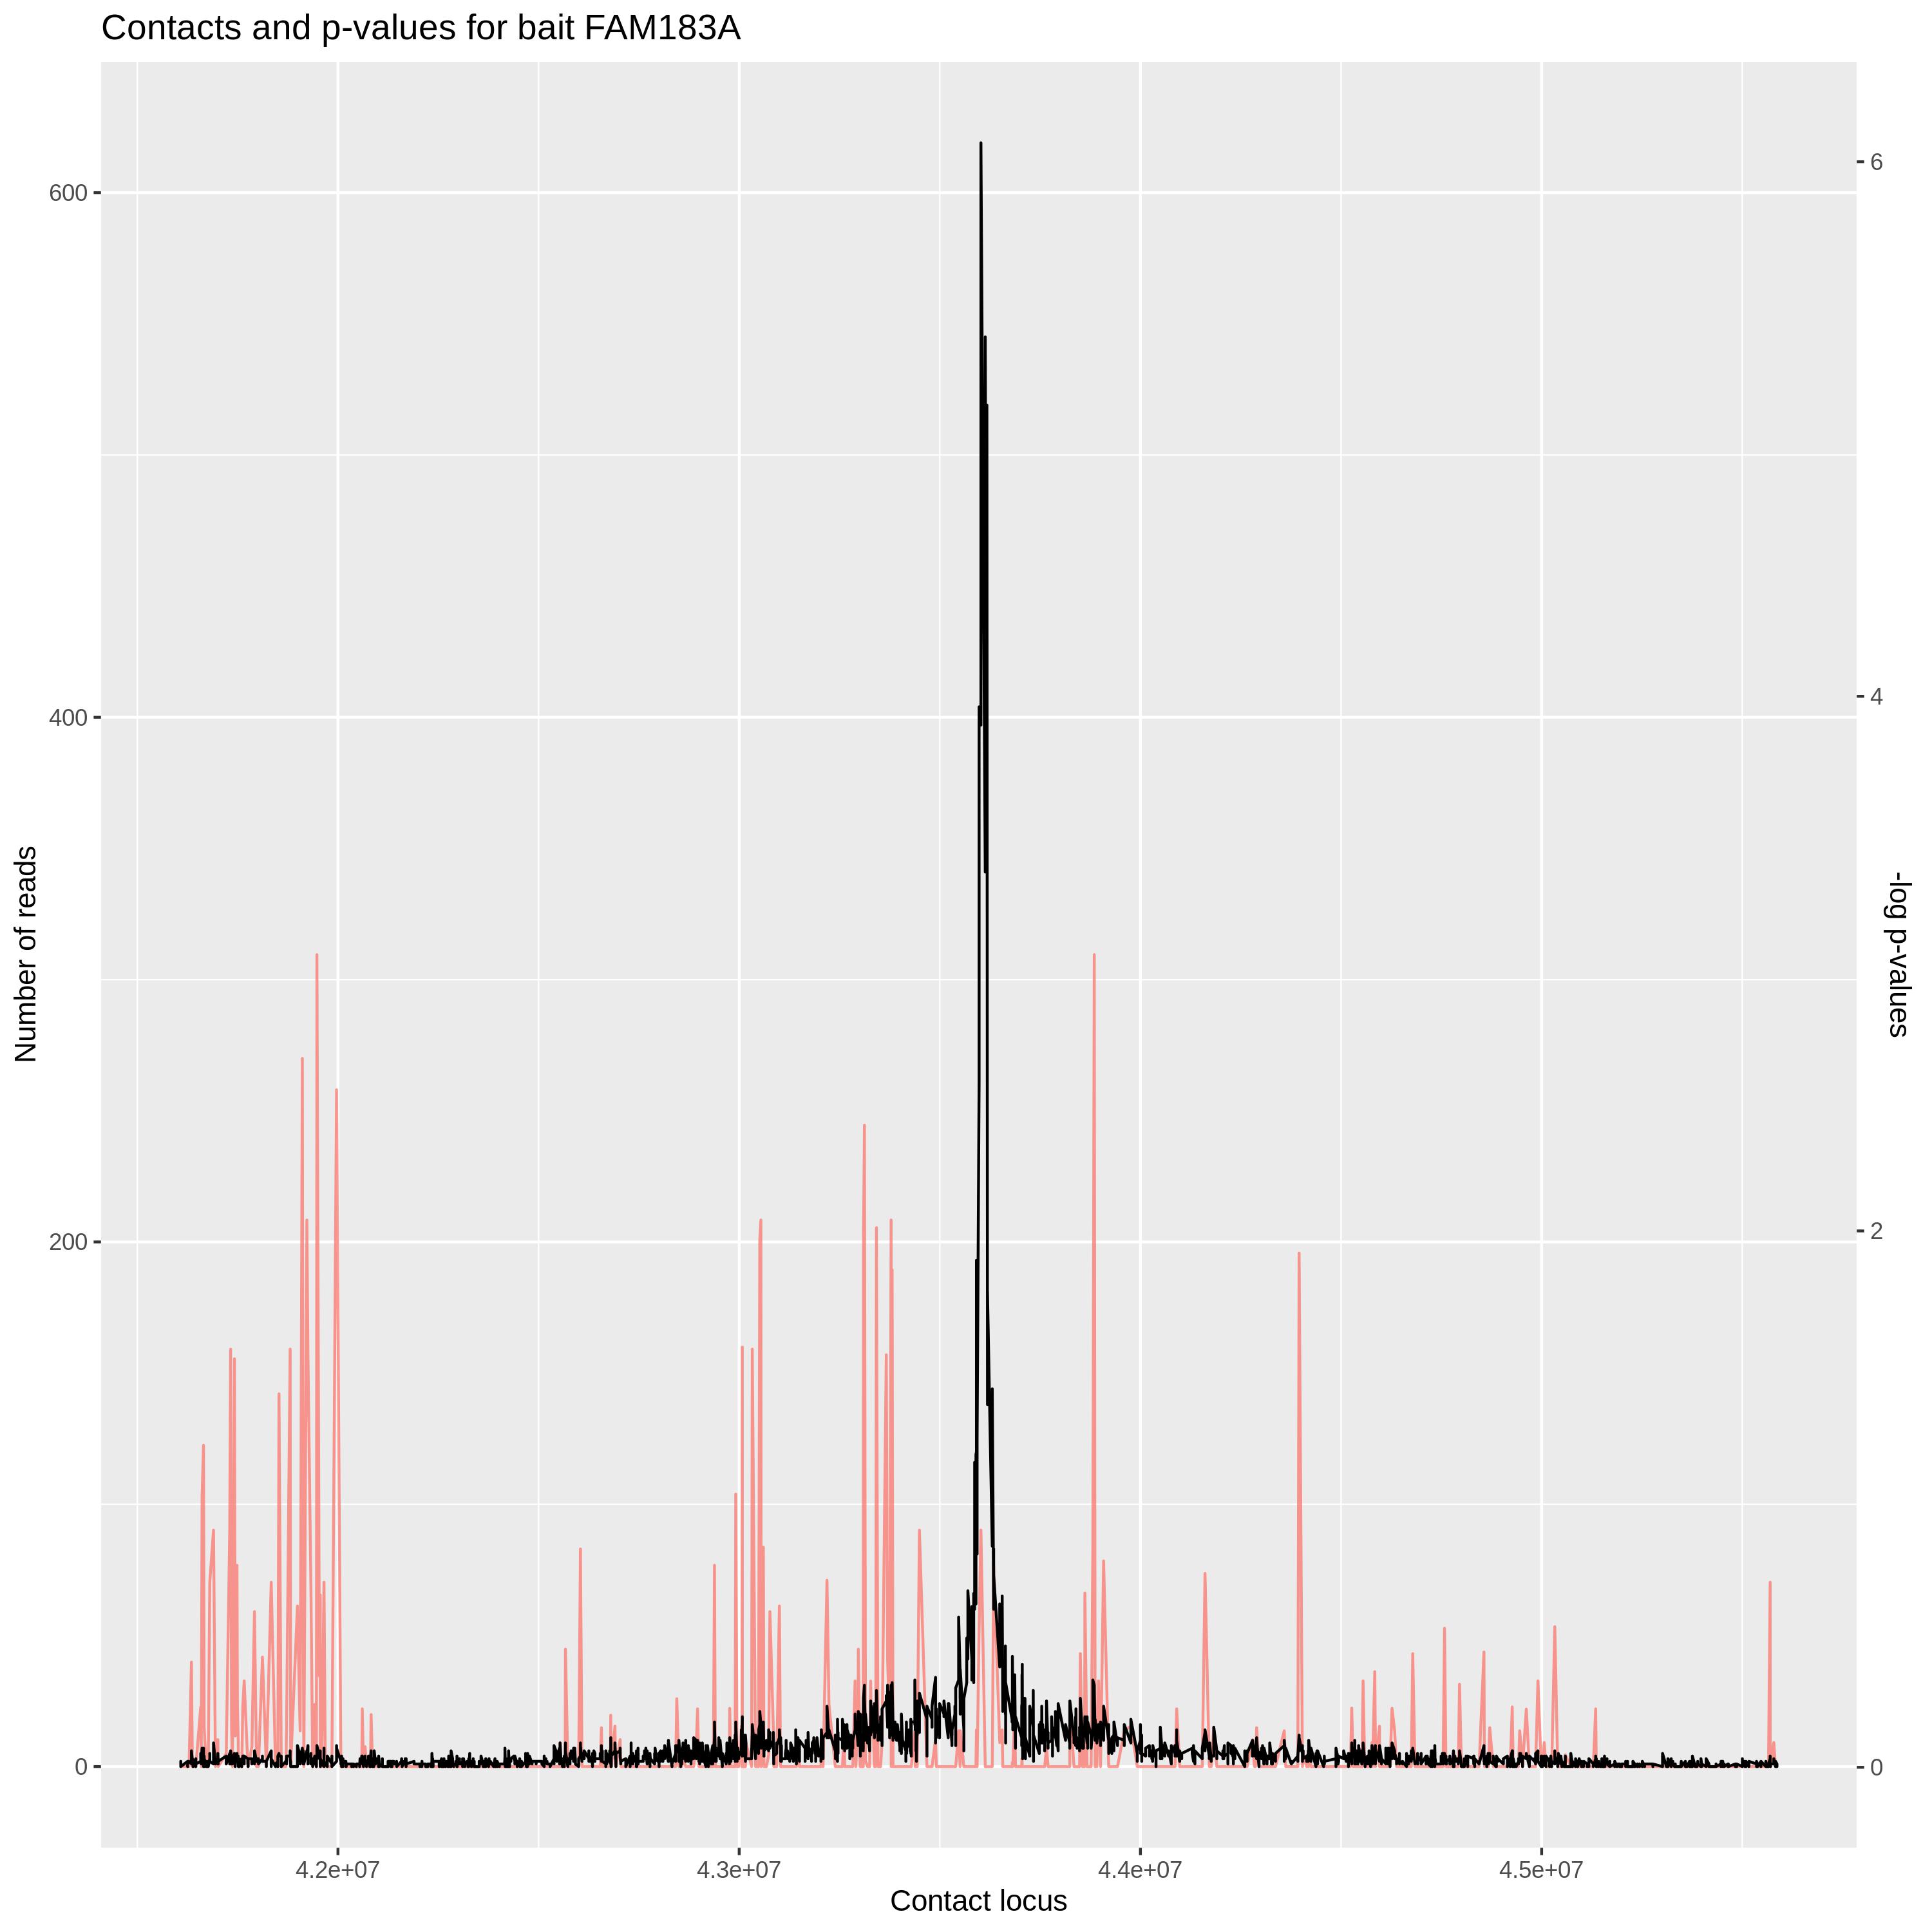 Contacts and p-values for bait FAM183A
Number of reads
600
400
200
0
6
4
2
0
-log p-values
4.2e+07
4.3e+07
4.4e+07
4.5e+07
Contact locus